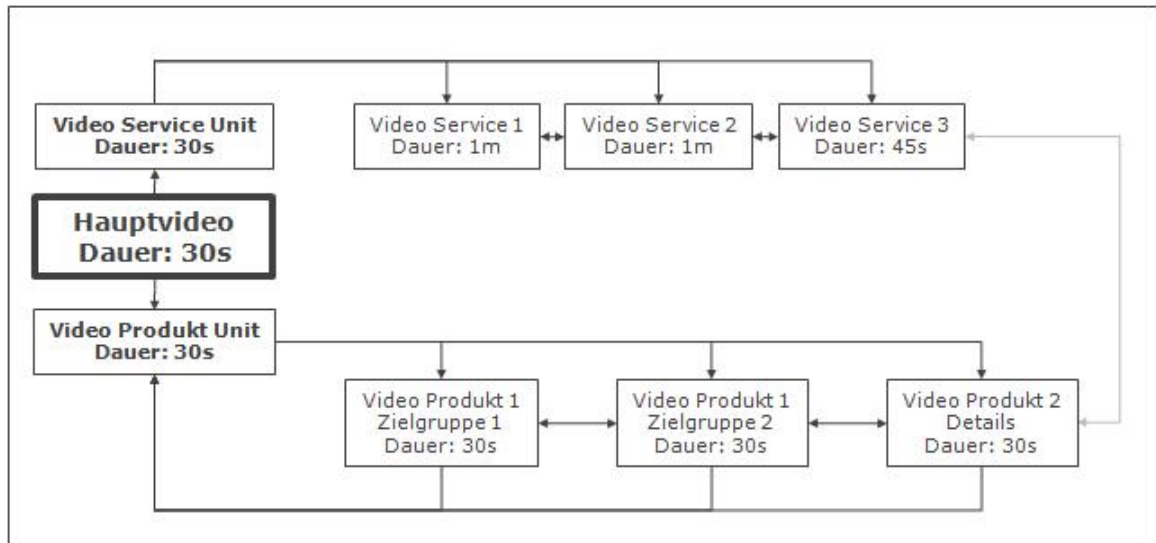 Video Service Unit
Dauer: 30s
Video Service 1
Dauer: 1m
Video Service 2
Dauer: 1m
Video Service 3
Dauer: 45s
Hauptvideo
Dauer: 30s
Video Produkt Unit
Dauer: 30s
Video Produkt 1
Zielgruppe 1
Dauer: 30s
Video Produkt 1
Zielgruppe 2
Dauer: 30s
Video Produkt 2
Details
Dauer: 30s